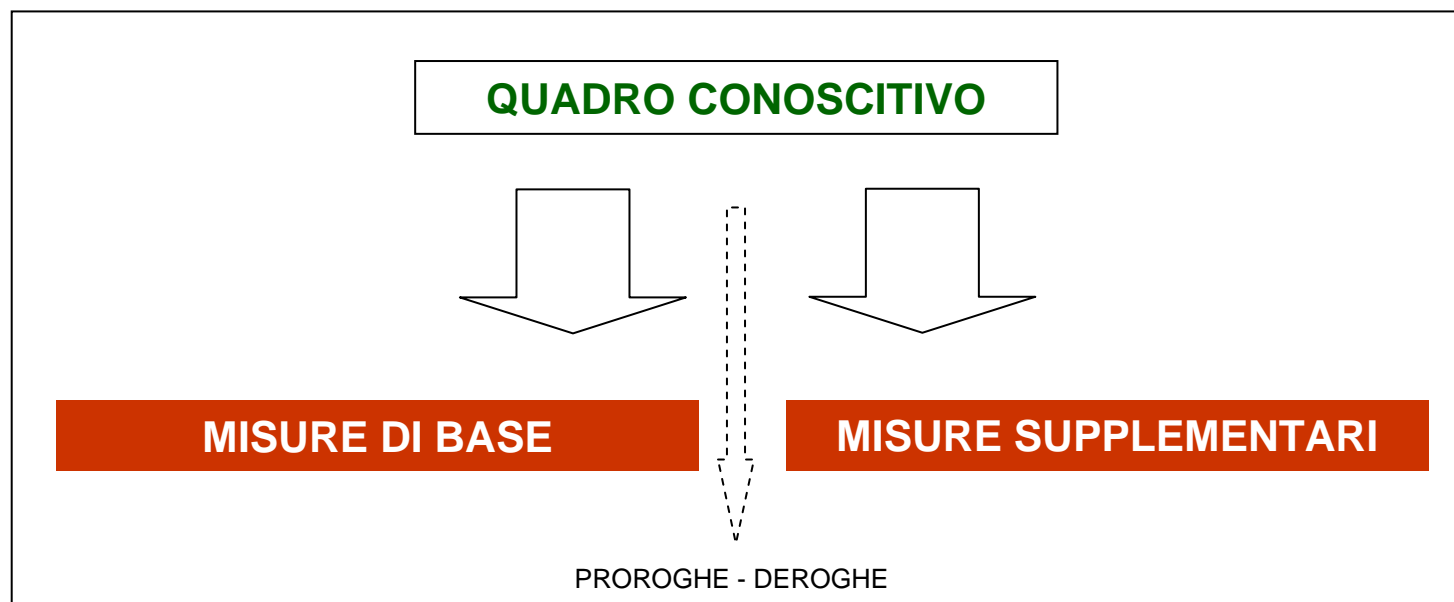 QUADRO CONOSCITIVO
MISURE DI BASE
MISURE SUPPLEMENTARI
PROROGHE - DEROGHE